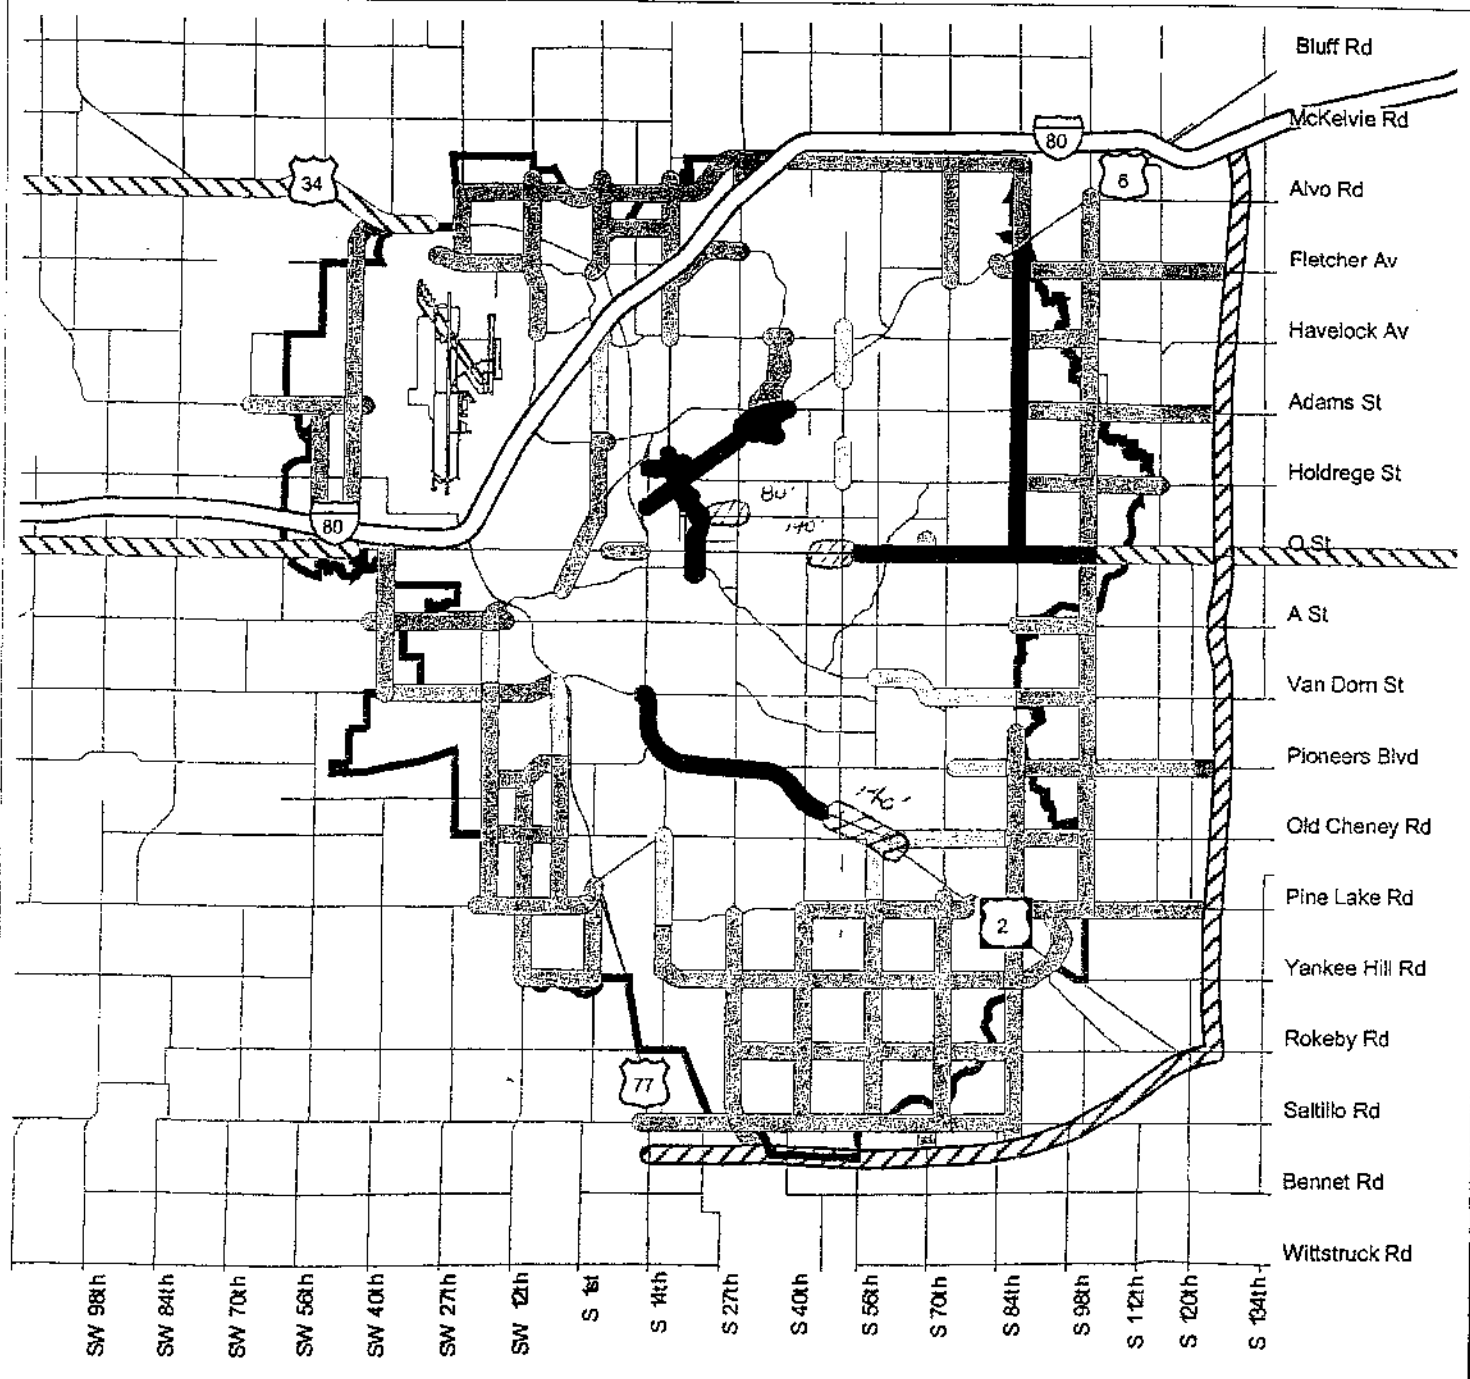 Bluff Rd
McKelvie Rd
80
6
34
Alvo Rd
Fletcher Av
Havelock Av
Adams St
Holdrege St
80'
140'
80
O St
A St
Van Dorn St
Pioneers Blvd
Old Cheney Rd
Pine Lake Rd
2
Yankee Hill Rd
Rokeby Rd
77
Saltillo Rd
Bennet Rd
Wittstruck Rd
SW 98th
SW 84th
SW 70th
SW 56th
SW 40th
SW 27th
SW 12th
S 1st
S 14th
S 27th
S 40th
S 56th
S 70th
S 84th
S 98th
S 112th
S 120th
S 134th